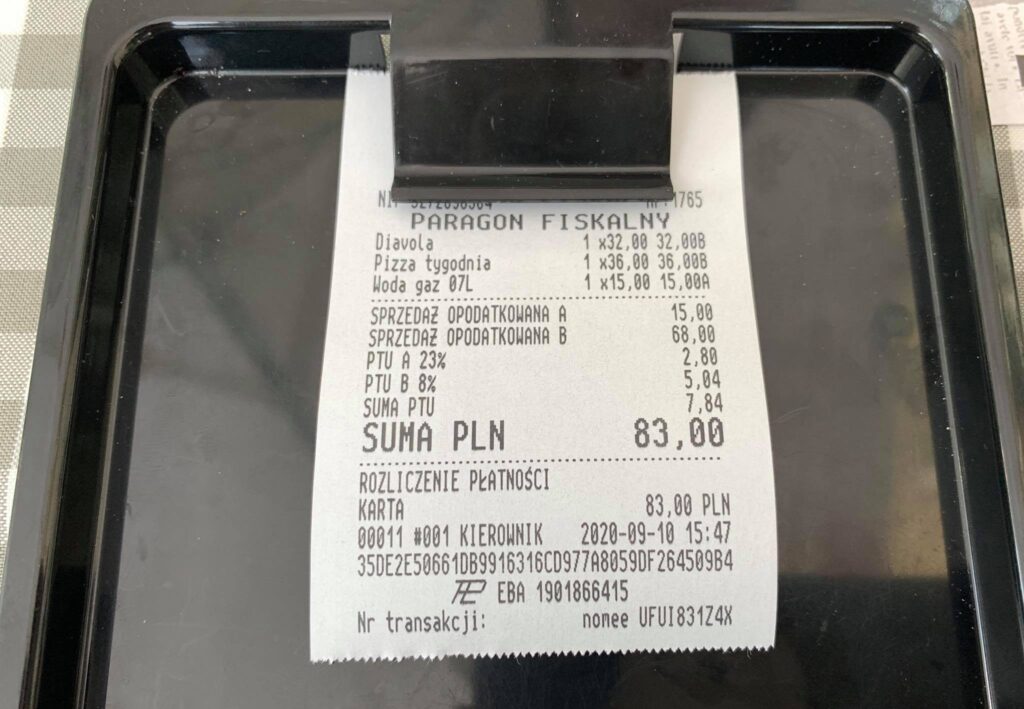 PARAGON FISKALNY
Diavola 1 x32,00 32,00B
Pizza tygodnia 1 x36,00 36,00B
Woda gaz 07L 1 x15,00 15,00A
SPRZEDAŻ OPODATKOWANA A 15,00
SPRZEDAŻ OPODATKOWANA B 68,00
PTU A 23% 2,80
PTU B 8% 5,04
SUMA PTU 7,84
SUMA PLN 83,00
ROZLICZENIE PŁATNOŚCI
KARTA 83,00 PLN
00011 #001 KIEROWNIK 2020-09-10 15:47
35DE2E50661DB9916316CD977A8059DF264509B4
EBA 1901866415
Nr transakcji: nomee UFUI831Z4X